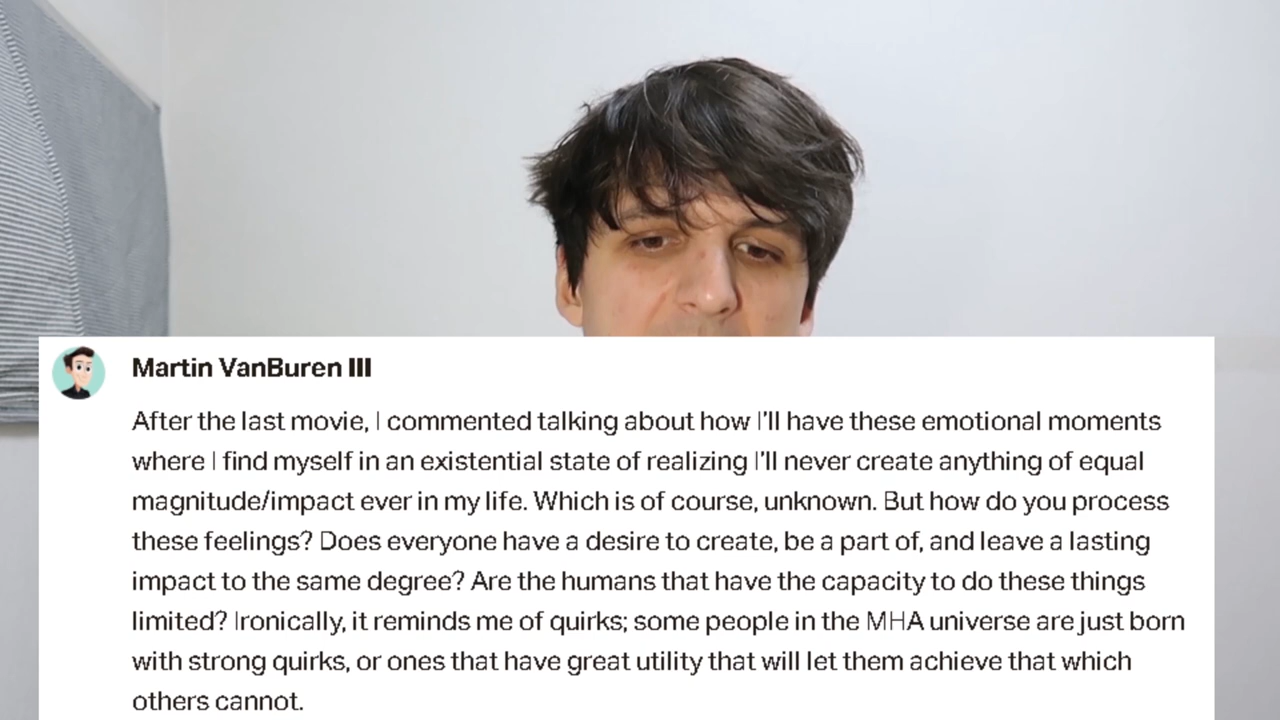 Martin VanBuren III
After the last movie, I commented talking about how I'll have these emotional moments
where I find myself in an existential state of realizing I'll never create anything of equal
magnitude/impact ever in my life. Which is of course, unknown. But how do you process
these feelings? Does everyone have a desire to create, be a part of, and leave a lasting
impact to the same degree? Are the humans that have the capacity to do these things
limited? Ironically, it reminds me of quirks; some people in the MHA universe are just born
with strong quirks, or ones that have great utility that will let them achieve that which
others cannot.